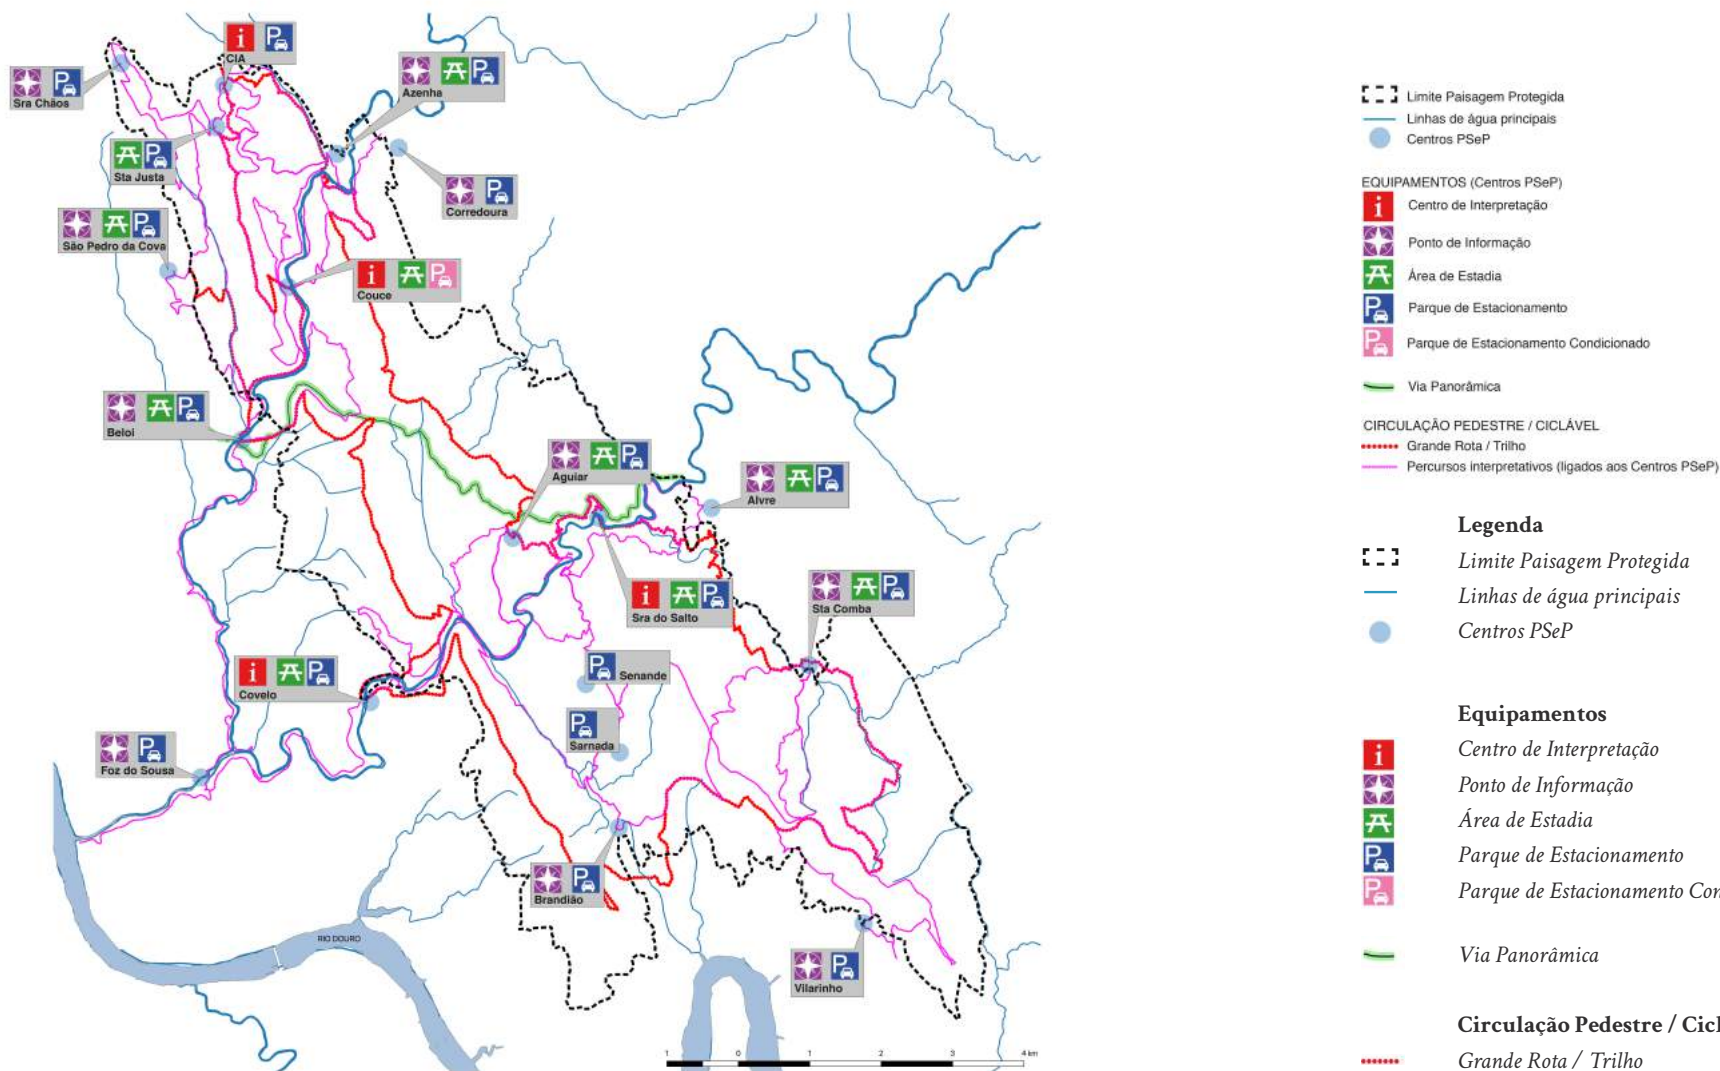 CIA
Sra Chãos
Azenha
Sta Justa
Corredoura
São Pedro da Cova
Couce
Beloi
Aguiar
Alvre
Sra do Salto
Sta Comba
Covelo
Senande
Sarnada
Foz do Sousa
Brandião
Vilarinho
RIO DOURO
1 0 1 2 3 4 km
Limite Paisagem Protegida
Linhas de água principais
Centros PSeP
EQUIPAMENTOS (Centros PSeP)
Centro de Interpretação
Ponto de Informação
Área de Estadia
Parque de Estacionamento
Parque de Estacionamento Condicionado
Via Panorâmica
CIRCULAÇÃO PEDESTRE / CICLÁVEL
Grande Rota / Trilho
Percursos interpretativos (ligados aos Centros PSeP)
Legenda
Limite Paisagem Protegida
Linhas de água principais
Centros PSeP
Equipamentos
Centro de Interpretação
Ponto de Informação
Área de Estadia
Parque de Estacionamento
Parque de Estacionamento
Via Panorâmica
Circulação Pedestre /
Grande Rota / Trilho